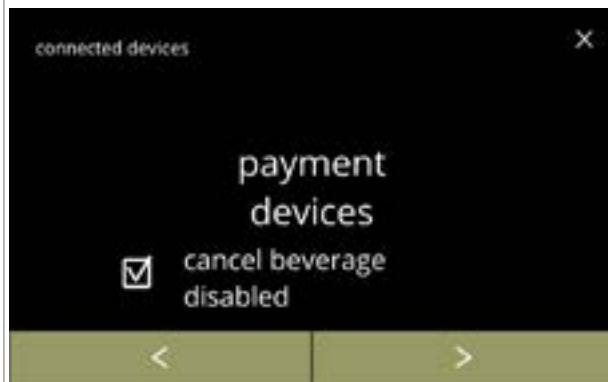 connected devices
payment
devices
cancel beverage
disabled